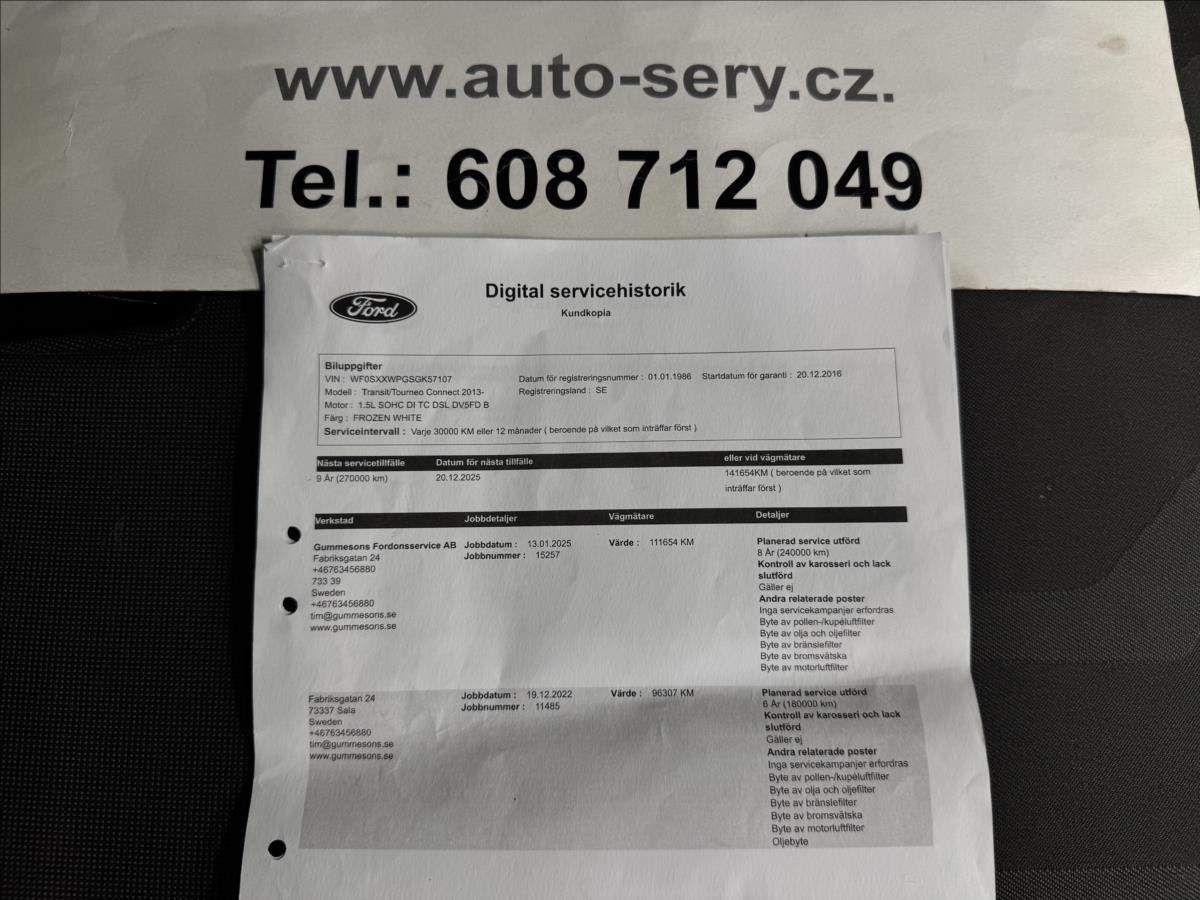 www.auto-sery.cz.
Tel.: 608 712 049
Ford
Digital servicehistorik
Kundkopia
Biluppgifter
VIN : WF0SXXWPGSGK57107
Datum för registreringsnummer : 01.01.1986 Startdatum för garanti : 20.12.2016
Modell : Transit/Tourneo Connect 2013-
Registreringsland : SE
Motor : 1.5L SOHC DI TC DSL DV5FD B
Färg : FROZEN WHITE
Serviceintervall : Varje 30000 KM eller 12 månader ( beroende på vilket som inträffar först )
Nästa servicetillfälle Datum för nästa tillfälle eller vid vägmätare
9 År (270000 km) 20.12.2025 141654KM ( beroende på vilket som
inträffar först )
Verkstad Jobbdetaljer Vägmätare Detaljer
Gummesons Fordonsservice AB Jobbdatum : 13.01.2025 Värde : 111654 KM Planerad service utförd
Fabriksgatan 24 Jobbnummer : 15257 8 År (240000 km)
+46763456880 Kontroll av karosseri och lack
733 39 slutförd
Sweden Gäller ej
+46763456880 Andra relaterade poster
tim@gummesons.se Inga servicekampanjer erfordras
www.gummesons.se Byte av pollen-/kupéluftfilter
Byte av olja och oljefilter
Byte av bränslefilter
Byte av bromsvätska
Byte av motorluftfilter
Fabriksgatan 24 Jobbdatum : 19.12.2022 Värde : 96307 KM Planerad service utförd
73337 Sala Jobbnummer : 11485 6 År (180000 km)
Sweden Kontroll av karosseri och lack
+46763456880 slutförd
tim@gummesons.se Gäller ej
www.gummesons.se Andra relaterade poster
Inga servicekampanjer erfordras
Byte av pollen-/kupéluftfilter
Byte av olja och oljefilter
Byte av bränslefilter
Byte av bromsvätska
Byte av motorluftfilter
Oljebyte